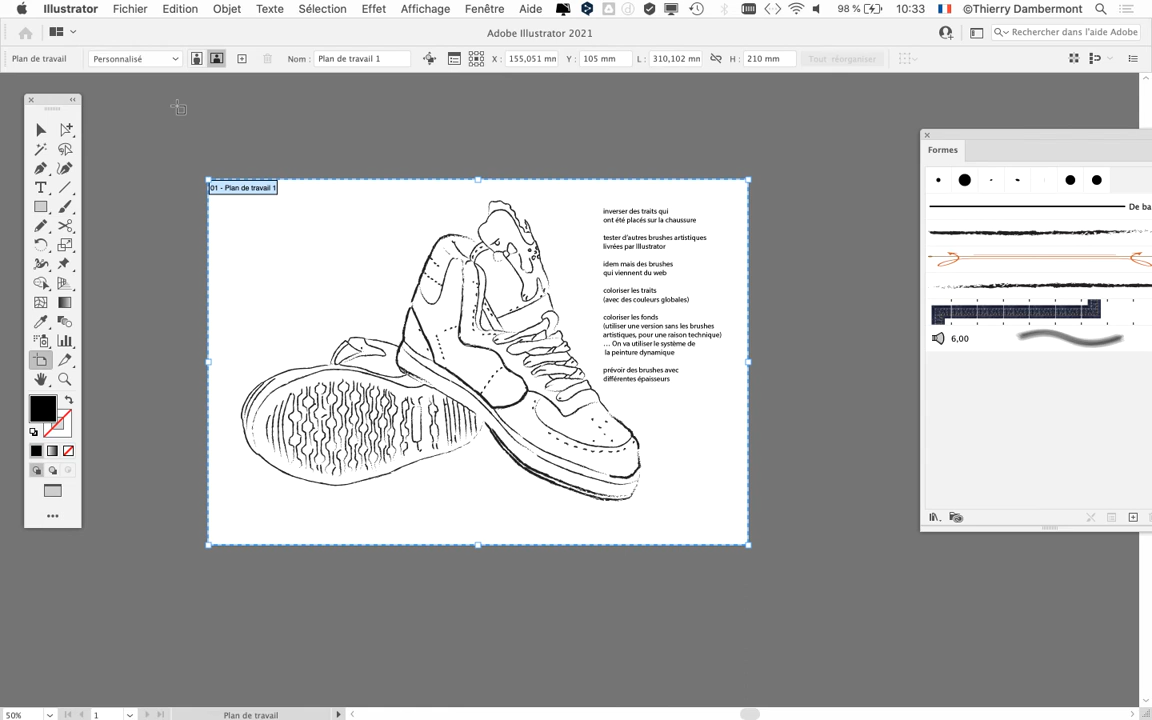 Illustrator Fichier Edition Objet Texte Sélection Effet Affichage Fenêtre Aide 98 % 10:33 ©Thierry Dambermont
Adobe Illustrator 2021 Rechercher dans l'aide Adobe
Plan de travail Personnalisé Nom : Plan de travail 1 X : 155,051 mn Y : 105 mm L : 310,102 mn H : 210 mm Tout réorganiser
Formes
01 - Plan de travail 1
De ba
6,00
inverser des traits qui
ont été placés sur la chaussure
tester d'autres brushes artistiques
livrées par Illustrator
idem mais des brushes
qui viennent du web
coloriser les traits
(avec des couleurs globales)
coloriser les fonds
(utiliser une version sans les brushes
artistiques, pour une raison technique)
... On va utiliser le système de
la peinture dynamique
prévoir des brushes avec
différentes épaisseurs
50% 1 Plan de travail